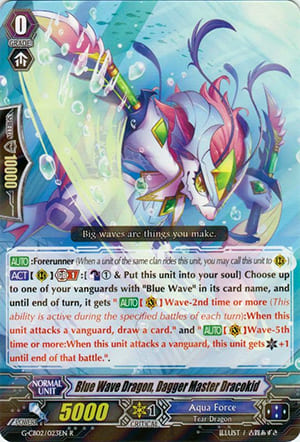 0
GRADE
10000
Big waves are things you make.
AUTO :Forerunner (When a unit of the same clan rides this unit, you may call this unit to
ACT [ ]:[ 1 & Put this unit into your soul] Choose up
to one of your vanguards with "Blue Wave" in its card name, and
until end of turn, it gets " AUTO [ ] Wave-2nd time or more (This
ability is active during the specified battles of each turn):When this
unit attacks a vanguard, draw a card." and " AUTO [ ] Wave-5th
time or more:When this unit attacks a vanguard, this unit gets +1
until end of that battle.".
NORMAL
UNIT
Blue Wave Dragon, Dagger Master Dracokid
POWER
5000
1
CRITICAL
Aqua Force
Tear Dragon
G-CB02/023EN R
ILLUST /